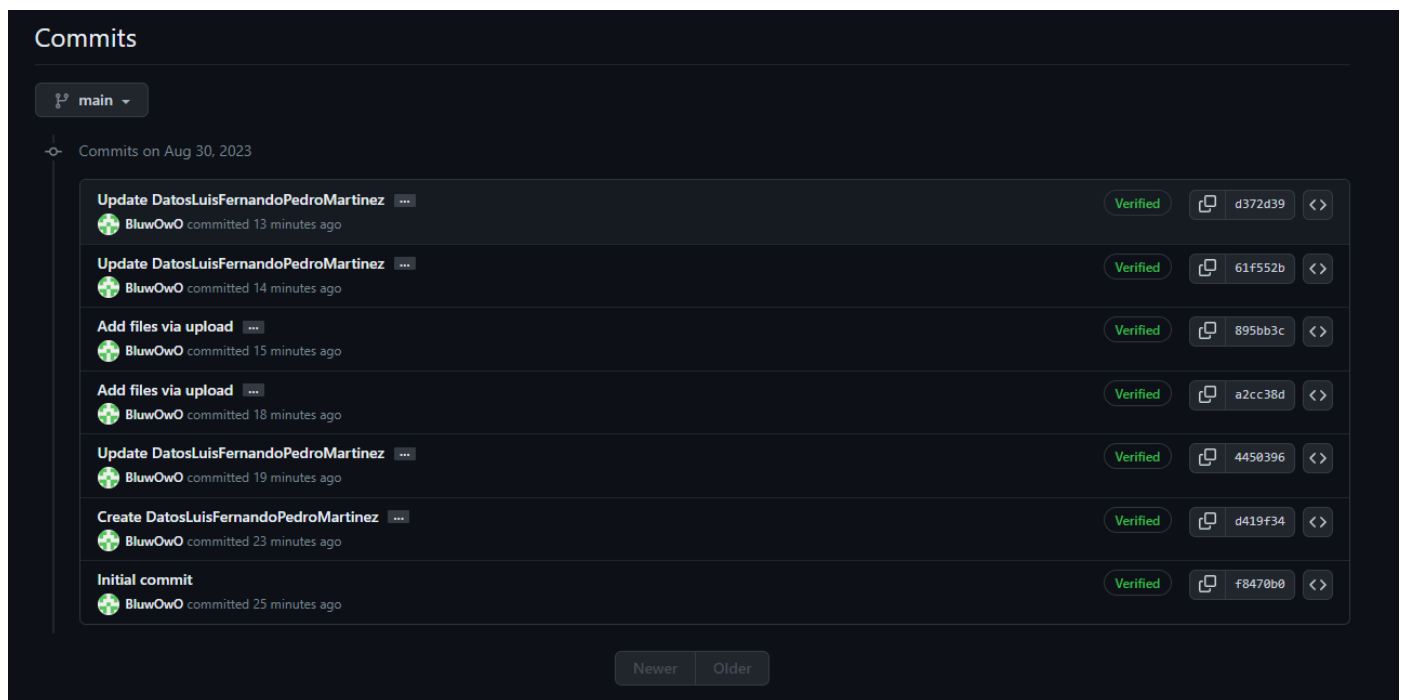 Commits
main
Commits on Aug 30, 2023
Update DatosLuisFernandoPedroMartinez ...
Verified d372d39
BluwOwO committed 13 minutes ago
Update DatosLuisFernandoPedroMartinez ...
Verified 61f552b
BluwOwO committed 14 minutes ago
Add files via upload ...
Verified 895bb3c
BluwOwO committed 15 minutes ago
Add files via upload ...
Verified a2cc38d
BluwOwO committed 18 minutes ago
Update DatosLuisFernandoPedroMartinez ...
Verified 4450396
BluwOwO committed 19 minutes ago
Create DatosLuisFernandoPedroMartinez ...
Verified d419f34
BluwOwO committed 23 minutes ago
Initial commit
Verified f8470b0
BluwOwO committed 25 minutes ago
Newer Older